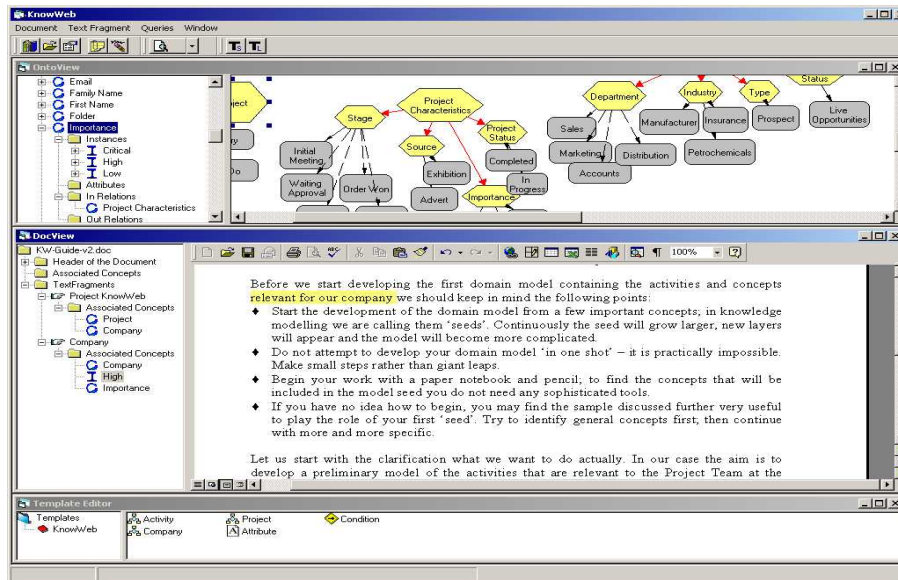 KnowWeb
Document Text Fragment Queries Window
OntoView
Email
Family Name
First Name
Folder
Importance
Instances
Critical
High
Low
Attributes
In Relations
Project Characteristics
Out Relations
Do
Stage
Project Characteristics
Source
Project Status
Importance
Initial Meeting
Waiting Approval
Order Won
Exhibition
Advert
Completed
In Progress
Department
Industry
Type
Status
Sales
Marketing
Accounts
Distribution
Manufacturer
Insurance
Petrochemicals
Prospect
Live Opportunities
DocView
KW-Guide-v2.doc
Header of the Document
Associated Concepts
TextFragments
Project KnowWeb
Associated Concepts
Project
Company
Company
Associated Concepts
Company
High
Importance
100%
Before we start developing the first domain model containing the activities and concepts
relevant for our company we should keep in mind the following points:
♦ Start the development of the domain model from a few important concepts; in knowledge
modelling we are calling them 'seeds'. Continuously the seed will grow larger, new layers
will appear and the model will become more complicated.
♦ Do not attempt to develop your domain model 'in one shot' – it is practically impossible.
Make small steps rather than giant leaps.
♦ Begin your work with a paper notebook and pencil; to find the concepts that will be
included in the model seed you do not need any sophisticated tools.
♦ If you have no idea how to begin, you may find the sample discussed further very useful
to play the role of your first 'seed'. Try to identify general concepts first; then continue
with more and more specific.
Let us start with the clarification what we want to do actually. In our case the aim is to
develop a preliminary model of the activities that are relevant to the Project Team at the
Template Editor
Templates
KnowWeb
Activity Project Condition
Company Attribute